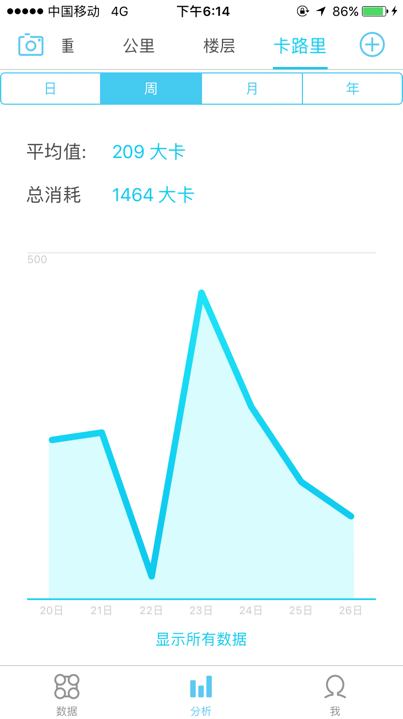 中国移动 4G 下午6:14 86%
重 公里 楼层 卡路里
日 周 月 年
平均值: 209 大卡
总消耗 1464 大卡
500
20日 21日 22日 23日 24日 25日 26日
显示所有数据
数据 分析 我